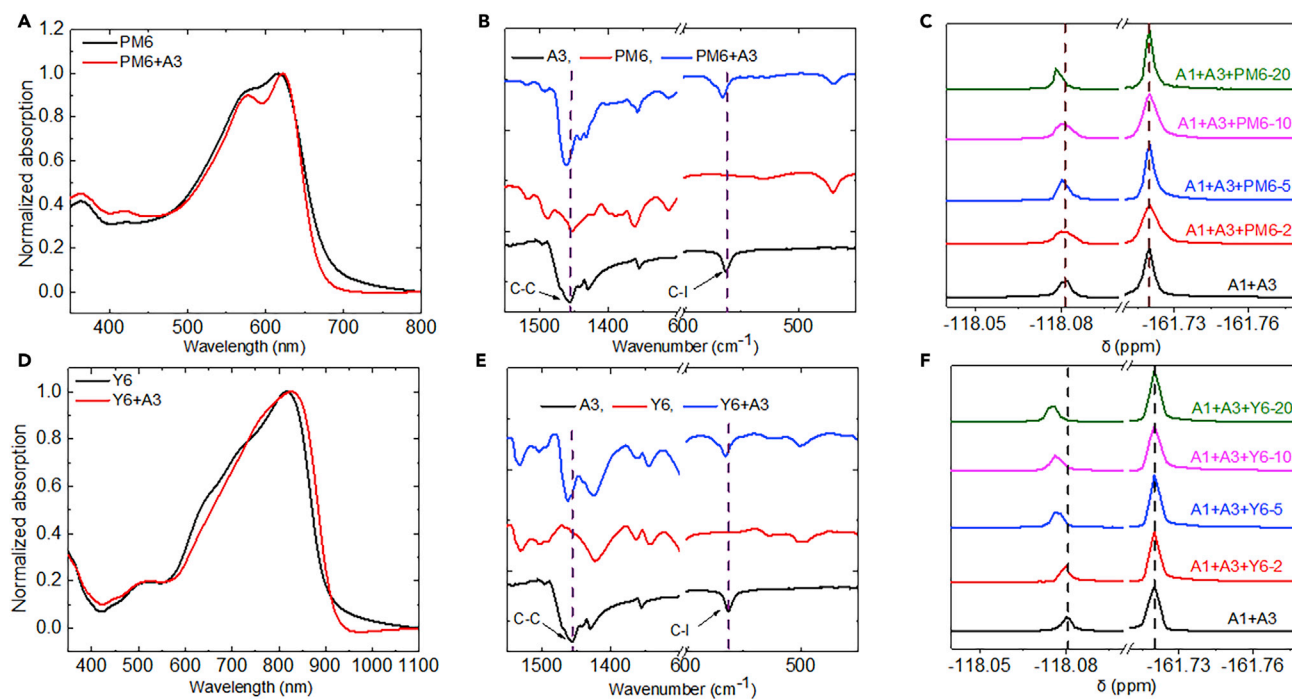 A
PM6
PM6+A3
Normalized absorption
1.2
1.0
0.8
0.6
0.4
0.2
0.0
400 500 600 700 800
Wavelength (nm)
B
A3, PM6, PM6+A3
C-C
C-I
1500 1400 600 500
Wavenumber (cm⁻¹)
C
A1+A3+PM6-20
A1+A3+PM6-10
A1+A3+PM6-5
A1+A3+PM6-2
A1+A3
-118.05 -118.08 -161.73 -161.76
δ (ppm)
D
Y6
Y6+A3
Normalized absorption
1.0
0.8
0.6
0.4
0.2
0.0
400 500 600 700 800 900 1000 1100
Wavelength (nm)
E
A3, Y6, Y6+A3
C-C
C-I
1500 1400 600 500
Wavenumber (cm⁻¹)
F
A1+A3+Y6-20
A1+A3+Y6-10
A1+A3+Y6-5
A1+A3+Y6-2
A1+A3
-118.05 -118.08 -161.73 -161.76
δ (ppm)